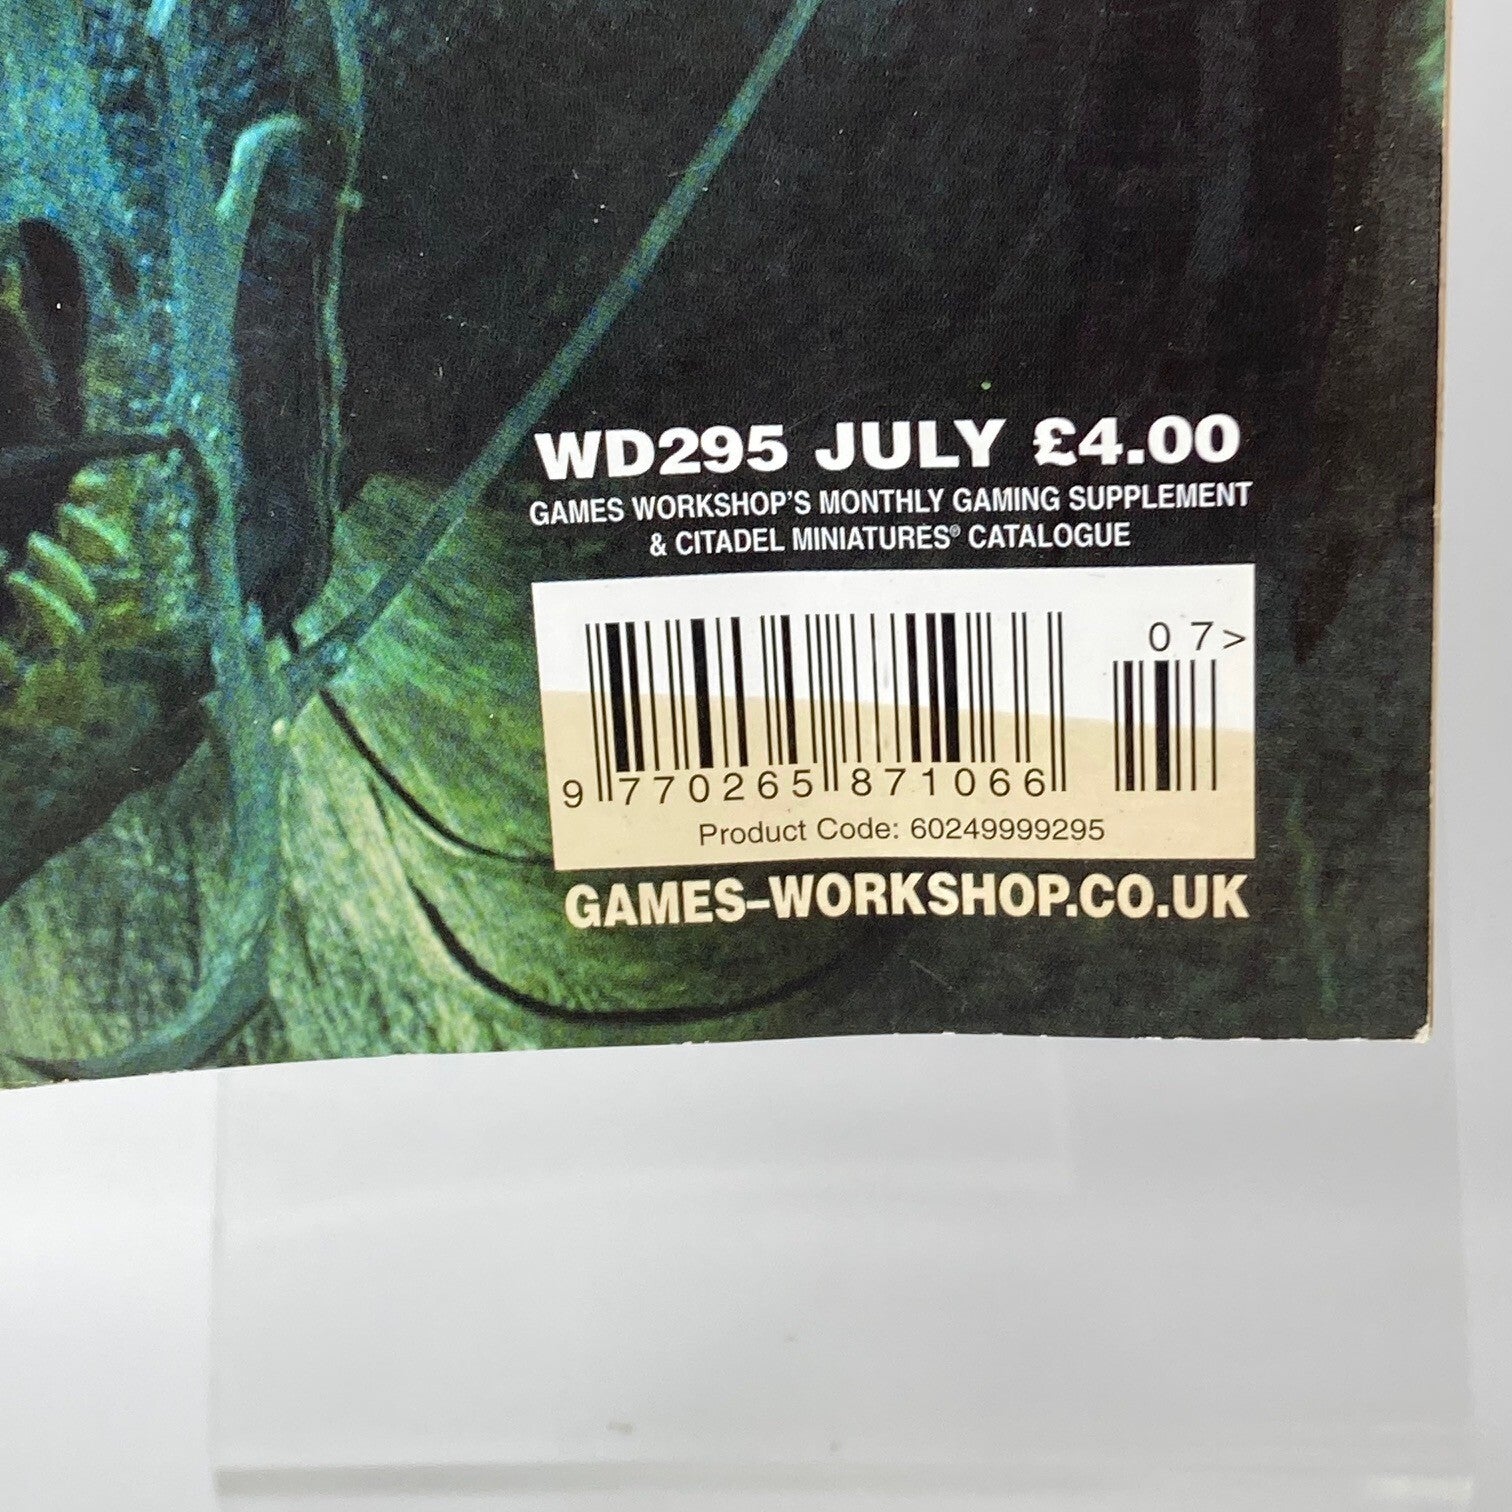 WD295 JULY £4.00
GAMES WORKSHOP'S MONTHLY GAMING SUPPLEMENT
& CITADEL MINIATURES® CATALOGUE
07>
9 770265 871066
Product Code: 60249999295
GAMES-WORKSHOP.CO.UK